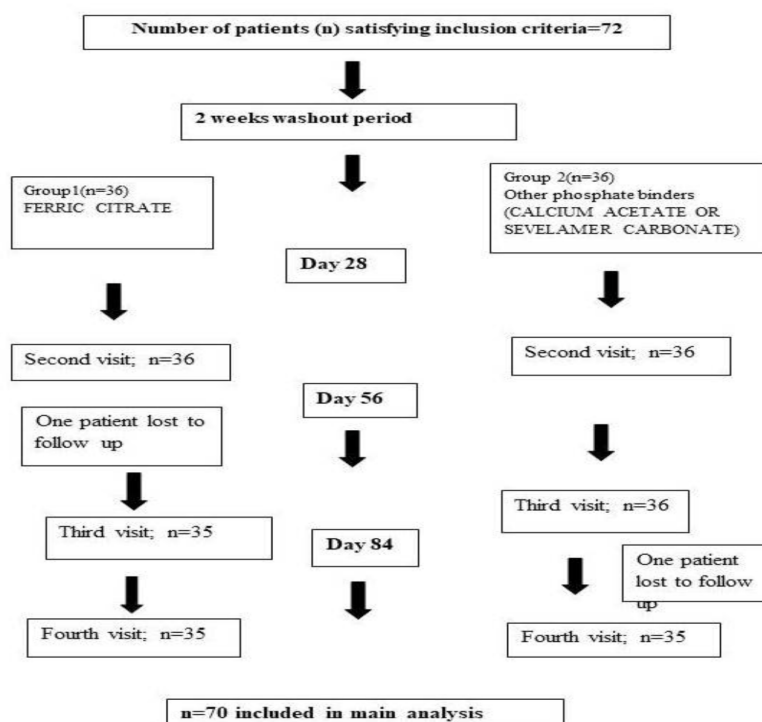 Number of patients (n) satisfying inclusion criteria=72
2 weeks washout period
Group1(n=36)
FERRIC CITRATE
Group 2(n=36)
Other phosphate binders
(CALCIUM ACETATE OR
SEVELAMER CARBONATE)
Day 28
Second visit; n=36
Second visit; n=36
Day 56
One patient lost to
follow up
Third visit; n=35
Third visit; n=36
Day 84
One patient
lost to follow
up
Fourth visit; n=35
Fourth visit; n=35
n=70 included in main analysis